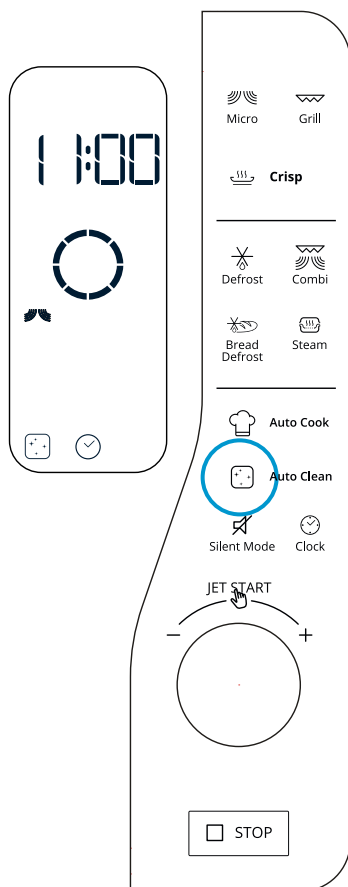 11:00
Micro Grill
Crisp
Defrost Combi
Bread
Defrost
Steam
Auto Cook
Auto Clean
Silent Mode Clock
JET START
− +
STOP